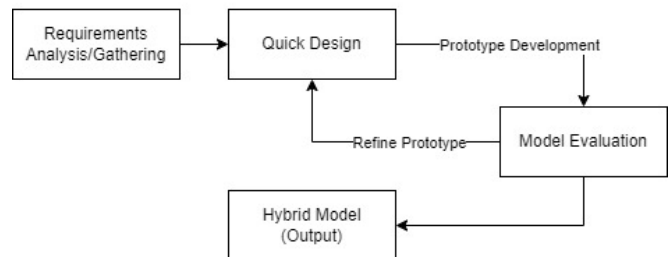 Requirements
Analysis/Gathering
Quick Design
Prototype Development
Refine Prototype
Model Evaluation
Hybrid Model
(Output)